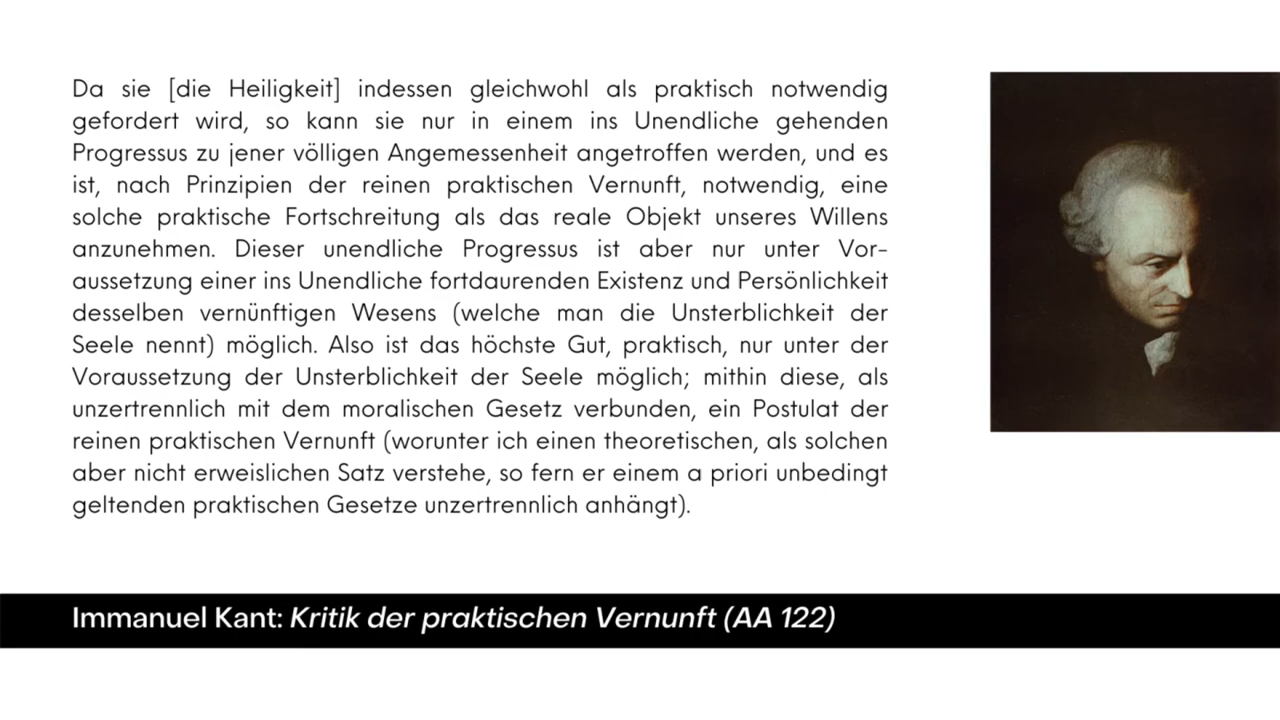 Da sie [die Heiligkeit] indessen gleichwohl als praktisch notwendig
gefordert wird, so kann sie nur in einem ins Unendliche gehenden
Progressus zu jener völligen Angemessenheit angetroffen werden, und es
ist, nach Prinzipien der reinen praktischen Vernunft, notwendig, eine
solche praktische Fortschreitung als das reale Objekt unseres Willens
anzunehmen. Dieser unendliche Progressus ist aber nur unter Vor-
aussetzung einer ins Unendliche fortdaurenden Existenz und Persönlichkeit
desselben vernünftigen Wesens (welche man die Unsterblichkeit der
Seele nennt) möglich. Also ist das höchste Gut, praktisch, nur unter der
Voraussetzung der Unsterblichkeit der Seele möglich; mithin diese, als
unzertrennlich mit dem moralischen Gesetz verbunden, ein Postulat der
reinen praktischen Vernunft (worunter ich einen theoretischen, als solchen
aber nicht erweislichen Satz verstehe, so fern er einem a priori unbedingt
geltenden praktischen Gesetze unzertrennlich anhängt).
Immanuel Kant: Kritik der praktischen Vernunft (AA 122)